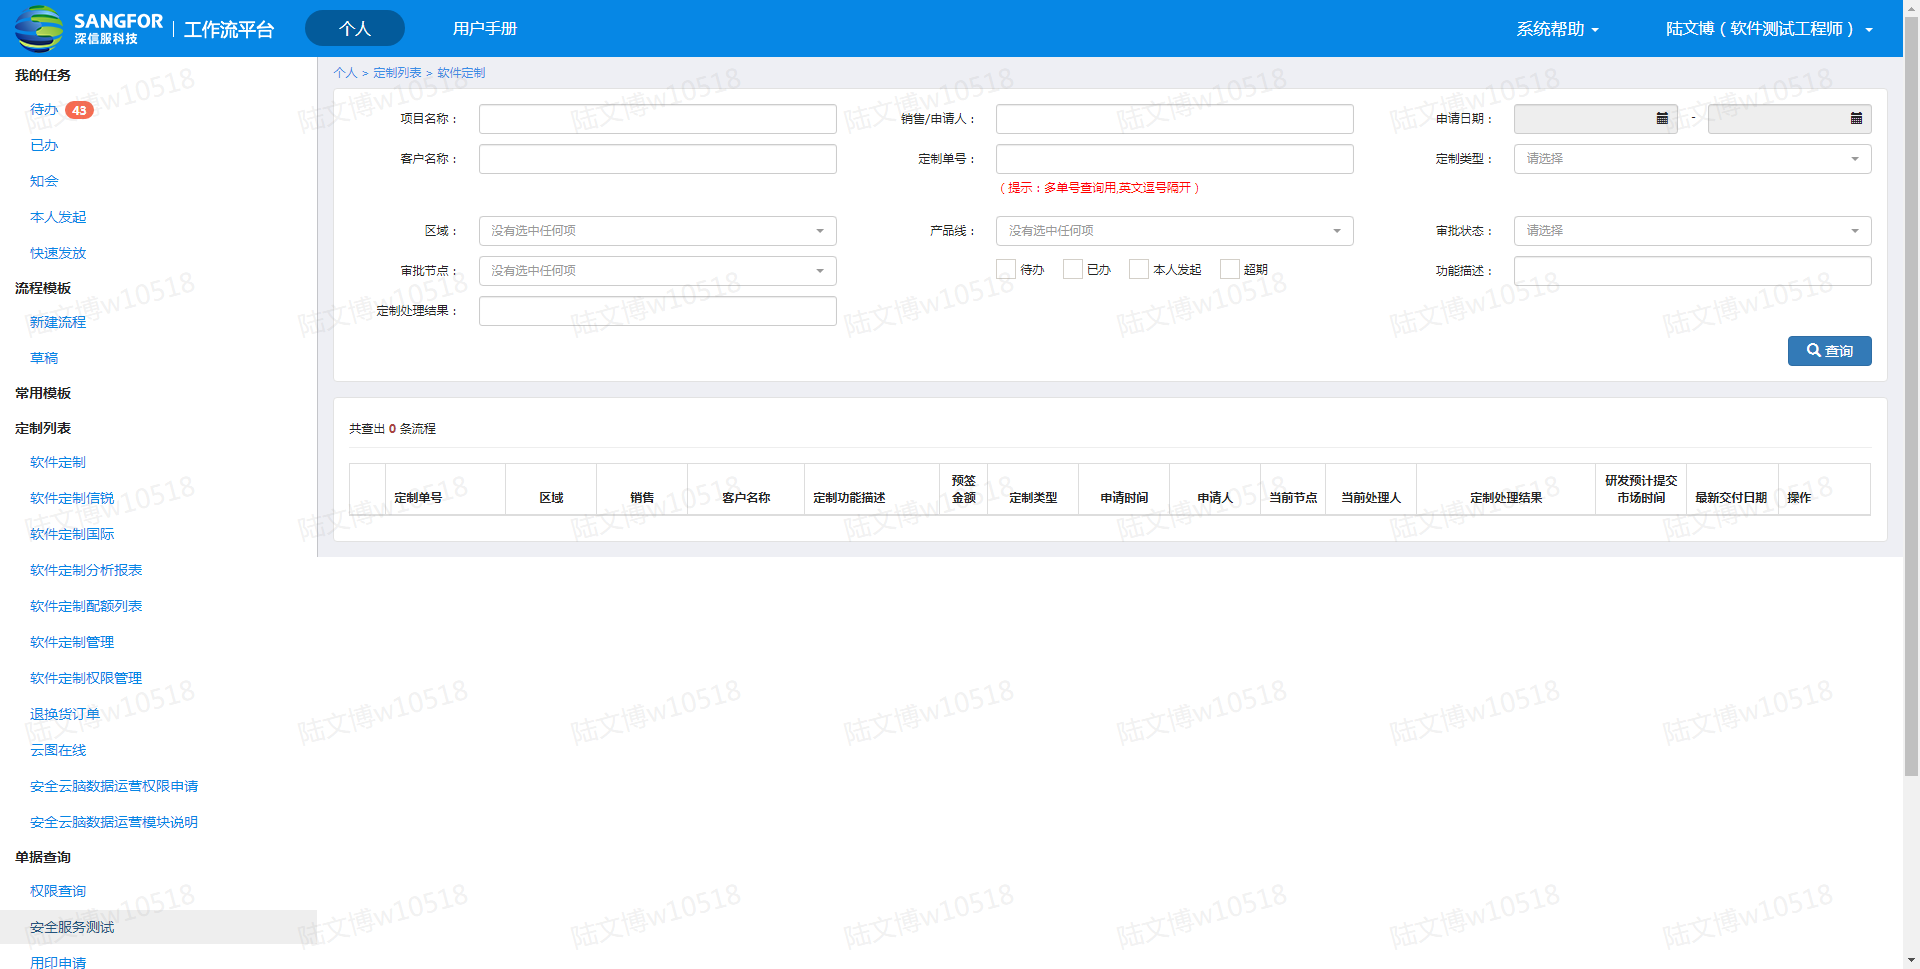 SANGFOR
深信服科技
工作流平台
个人
用户手册
系统帮助
陆文博（软件测试工程师）
我的任务
待办 43
已办
知会
本人发起
快速发放
流程模板
新建流程
草稿
常用模板
定制列表
软件定制
软件定制信锐
软件定制国际
软件定制分析报表
软件定制配额列表
软件定制管理
软件定制权限管理
退换货订单
云图在线
安全云脑数据运营权限申请
安全云脑数据运营模块说明
单据查询
权限查询
安全服务测试
用印申请
个人 > 定制列表 > 软件定制
项目名称：
销售/申请人：
申请日期： -
客户名称：
定制单号：
定制类型： 请选择
（提示：多单号查询用,英文逗号隔开）
区域： 没有选中任何项
产品线： 没有选中任何项
审批状态： 请选择
审批节点： 没有选中任何项
待办 已办 本人发起 超期
功能描述：
定制处理结果：
查询
共查出 0 条流程
定制单号 区域 销售 客户名称 定制功能描述 预签金额 定制类型 申请时间 申请人 当前节点 当前处理人 定制处理结果 研发预计提交市场时间 最新交付日期 操作
陆文博w10518